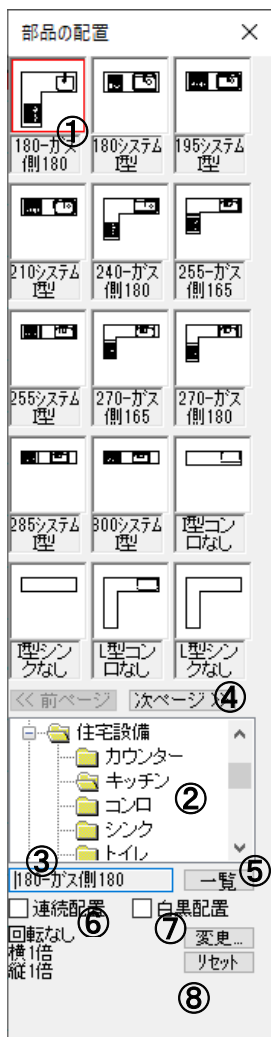 部品の配置
①
180-ガス
側180
180システム
I型
195システム
I型
210システム
I型
240-ガス
側180
255-ガス
側165
255システム
I型
270-ガス
側165
270-ガス
側180
285システム
I型
300システム
I型
I型コン
ロなし
I型シン
クなし
L型コン
ロなし
L型シン
クなし
<< 前ページ
次ページ >>
④
住宅設備
カウンター
キッチン
②
コンロ
シンク
トイレ
③
180-ガス側180
一覧
⑤
連続配置
⑥
白黒配置
⑦
回転なし
横1倍
縦1倍
変更...
リセット
⑧